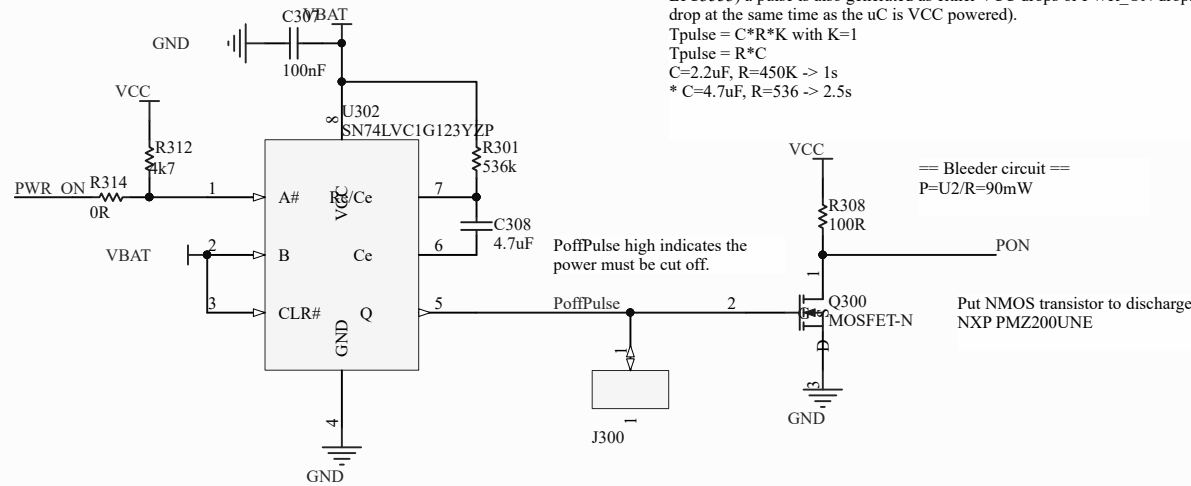 drop at the same time as the uC is VCC powered).
Tpulse = C*R*K with K=1
Tpulse = R*C
C=2.2uF, R=450K -> 1s
* C=4.7uF, R=536 -> 2.5s
C307
VBAT
GND
100nF
VCC
8
U302
SN74LVC1G123YZP
R312
4k7
R301
536k
PWR_ON
R314
0R
1
A#
VCC
Re/Ce
7
C308
4.7uF
VBAT
2
B
Ce
6
3
CLR#
Q
5
GND
4
GND
PoffPulse high indicates the
power must be cut off.
PoffPulse
2
1
1
J300
VCC
R308
100R
== Bleeder circuit ==
P=U2/R=90mW
PON
1
G
S
Q300
MOSFET-N
D
3
GND
Put NMOS transistor to discharge
NXP PMZ200UNE